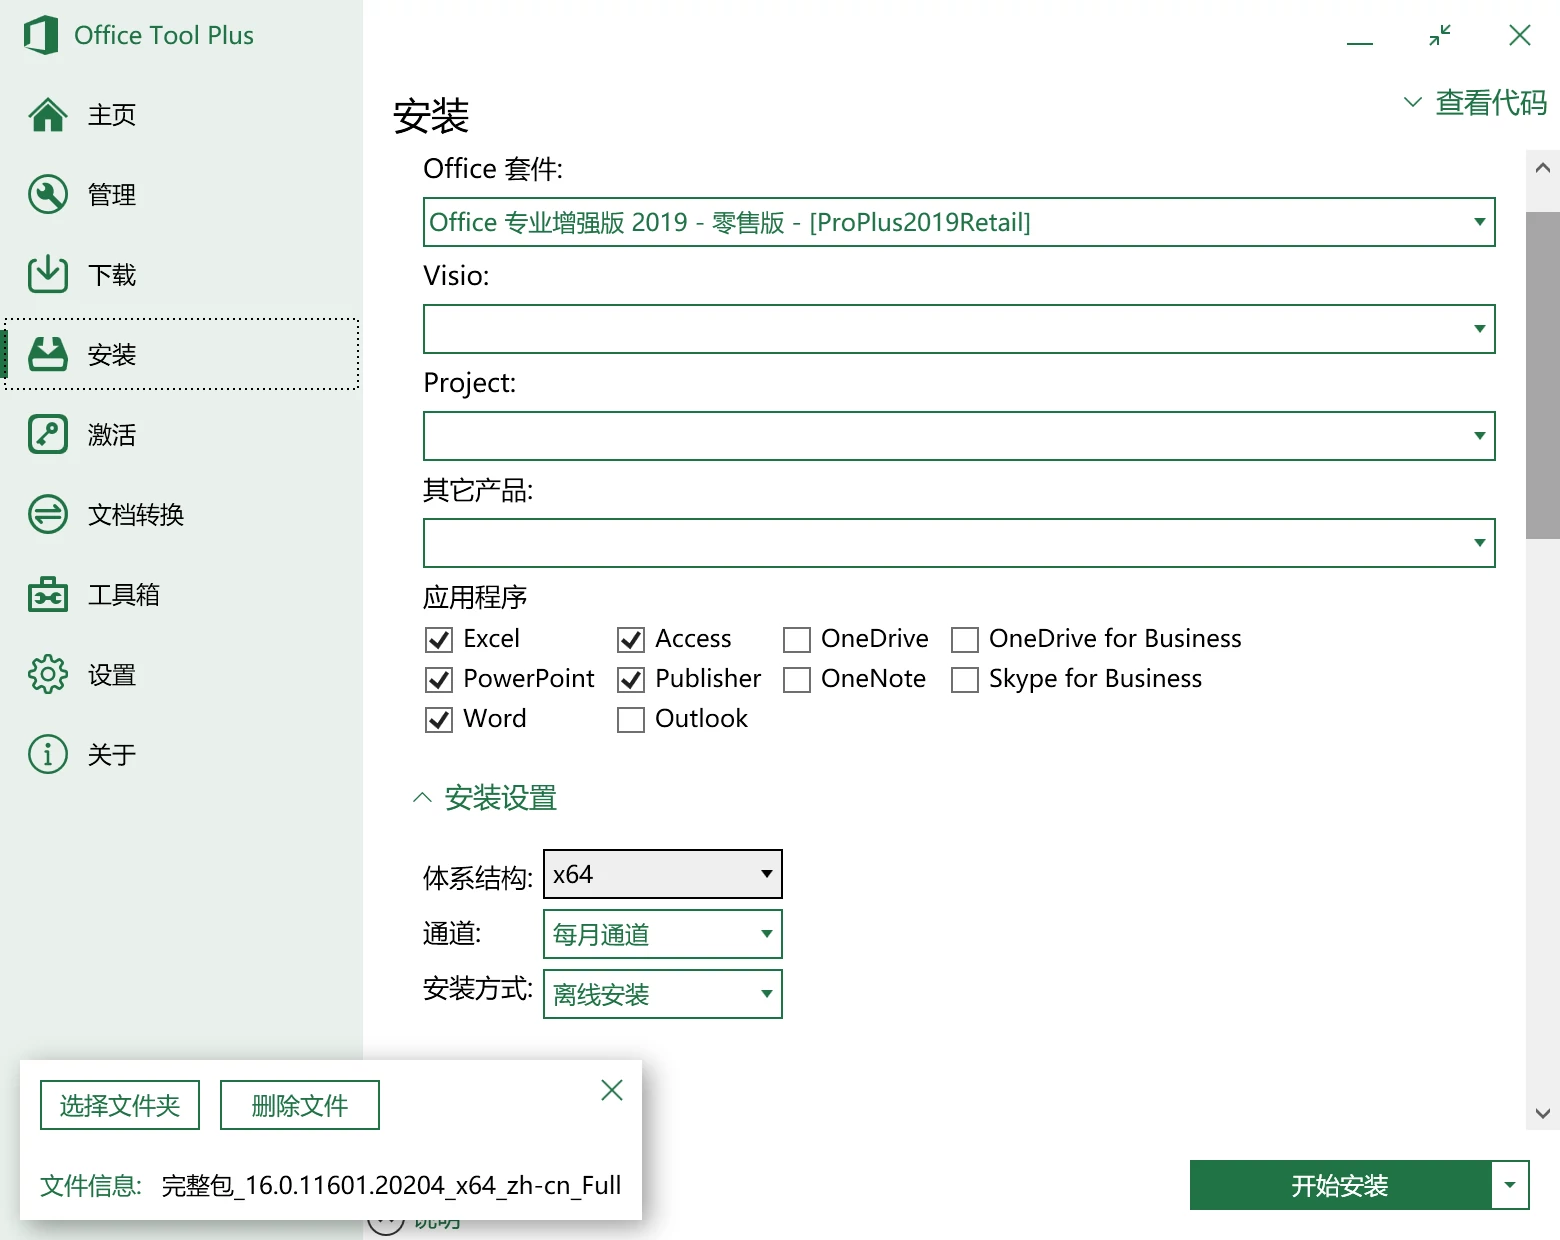 Office Tool Plus
主页
管理
下载
安装
激活
文档转换
工具箱
设置
关于
安装
查看代码
Office 套件:
Office 专业增强版 2019 - 零售版 - [ProPlus2019Retail]
Visio:
Project:
其它产品:
应用程序
Excel Access OneDrive OneDrive for Business
PowerPoint Publisher OneNote Skype for Business
Word Outlook
安装设置
体系结构: x64
通道: 每月通道
安装方式: 离线安装
选择文件夹 删除文件
文件信息: 完整包_16.0.11601.20204_x64_zh-cn_Full
说明
开始安装